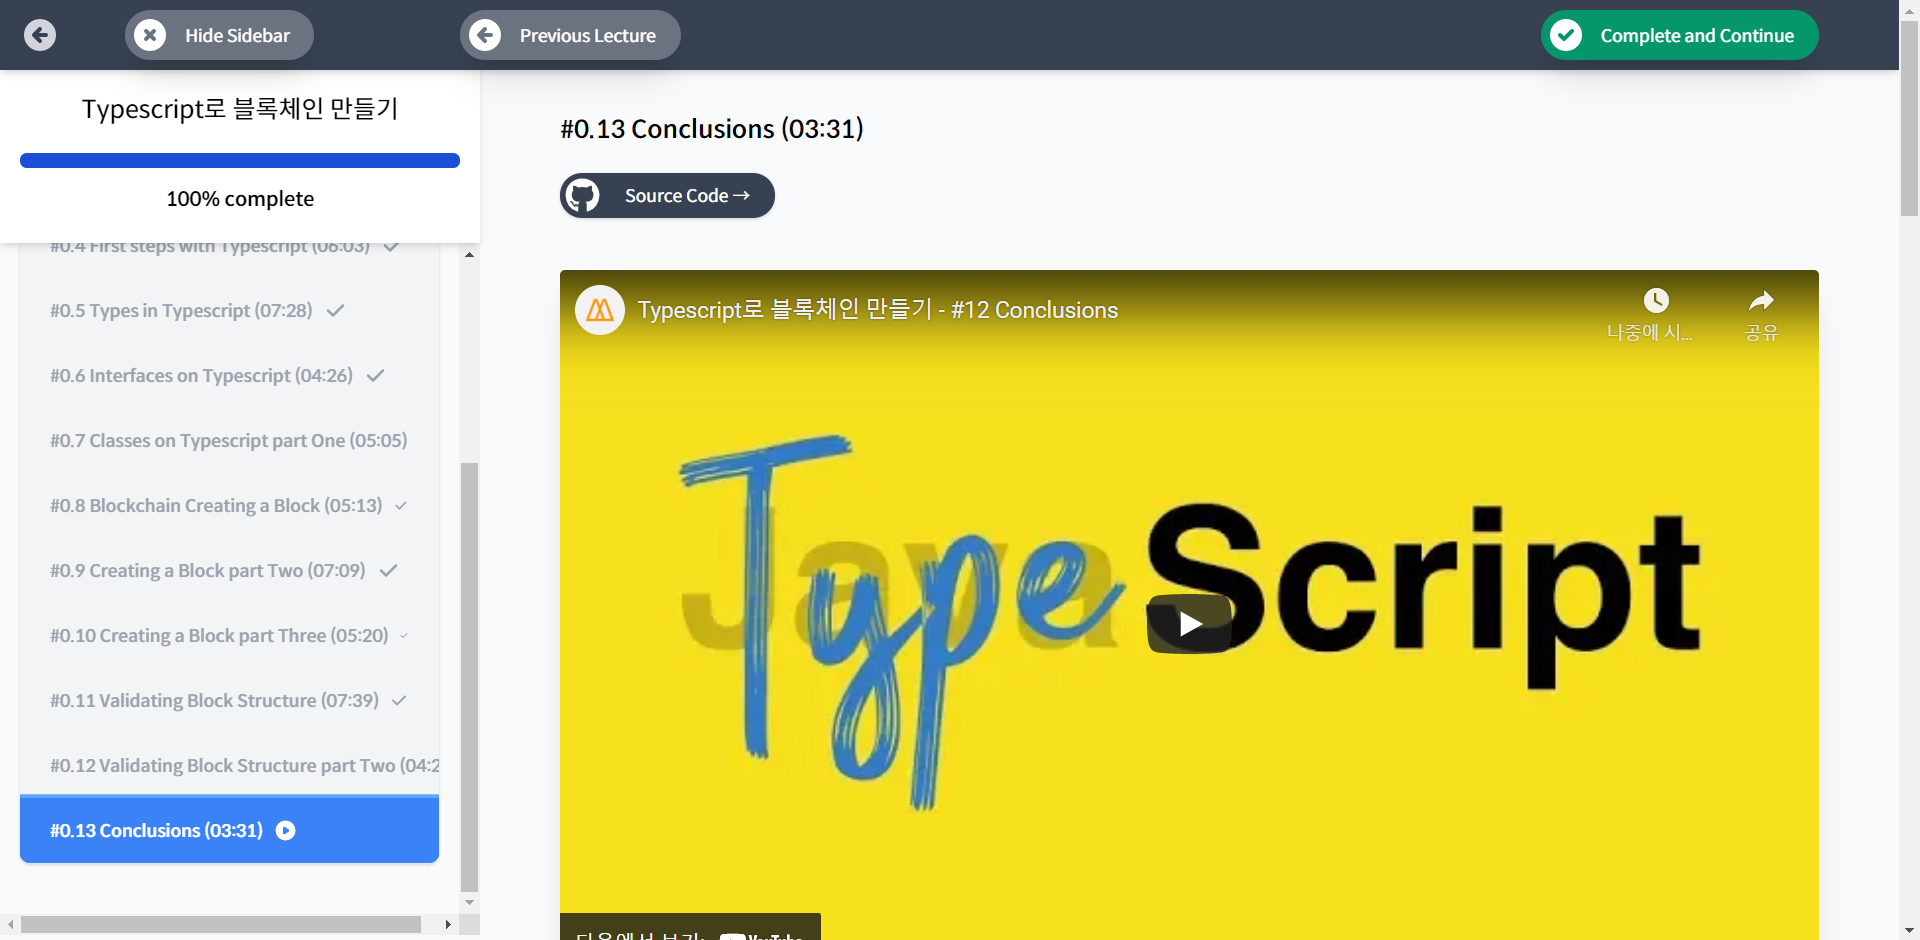 Hide Sidebar
Previous Lecture
Complete and Continue
Typescript로 블록체인 만들기
100% complete
#0.4 First steps with Typescript (06:03)
#0.5 Types in Typescript (07:28)
#0.6 Interfaces on Typescript (04:26)
#0.7 Classes on Typescript part One (05:05)
#0.8 Blockchain Creating a Block (05:13)
#0.9 Creating a Block part Two (07:09)
#0.10 Creating a Block part Three (05:20)
#0.11 Validating Block Structure (07:39)
#0.12 Validating Block Structure part Two (04:2
#0.13 Conclusions (03:31)
#0.13 Conclusions (03:31)
Source Code →
Typescript로 블록체인 만들기 - #12 Conclusions
나중에 시...
공유
Java
TypeScript
다음에서 보기: YouTube